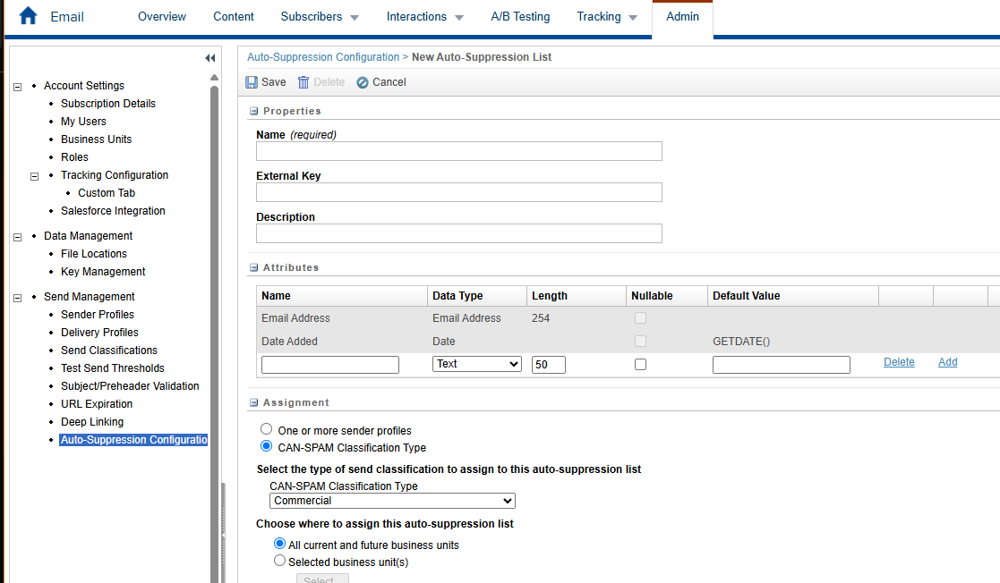 Email Overview Content Subscribers Interactions A/B Testing Tracking Admin
Account Settings
Subscription Details
My Users
Business Units
Roles
Tracking Configuration
Custom Tab
Salesforce Integration
Data Management
File Locations
Key Management
Send Management
Sender Profiles
Delivery Profiles
Send Classifications
Test Send Thresholds
Subject/Preheader Validation
URL Expiration
Deep Linking
Auto-Suppression Configuratio
Auto-Suppression Configuration > New Auto-Suppression List
Save Delete Cancel
Properties
Name (required)
External Key
Description
Attributes
Name Data Type Length Nullable Default Value
Email Address Email Address 254
Date Added Date GETDATE()
Text 50 Delete Add
Assignment
One or more sender profiles
CAN-SPAM Classification Type
Select the type of send classification to assign to this auto-suppression list
CAN-SPAM Classification Type
Commercial
Choose where to assign this auto-suppression list
All current and future business units
Selected business unit(s)
Select